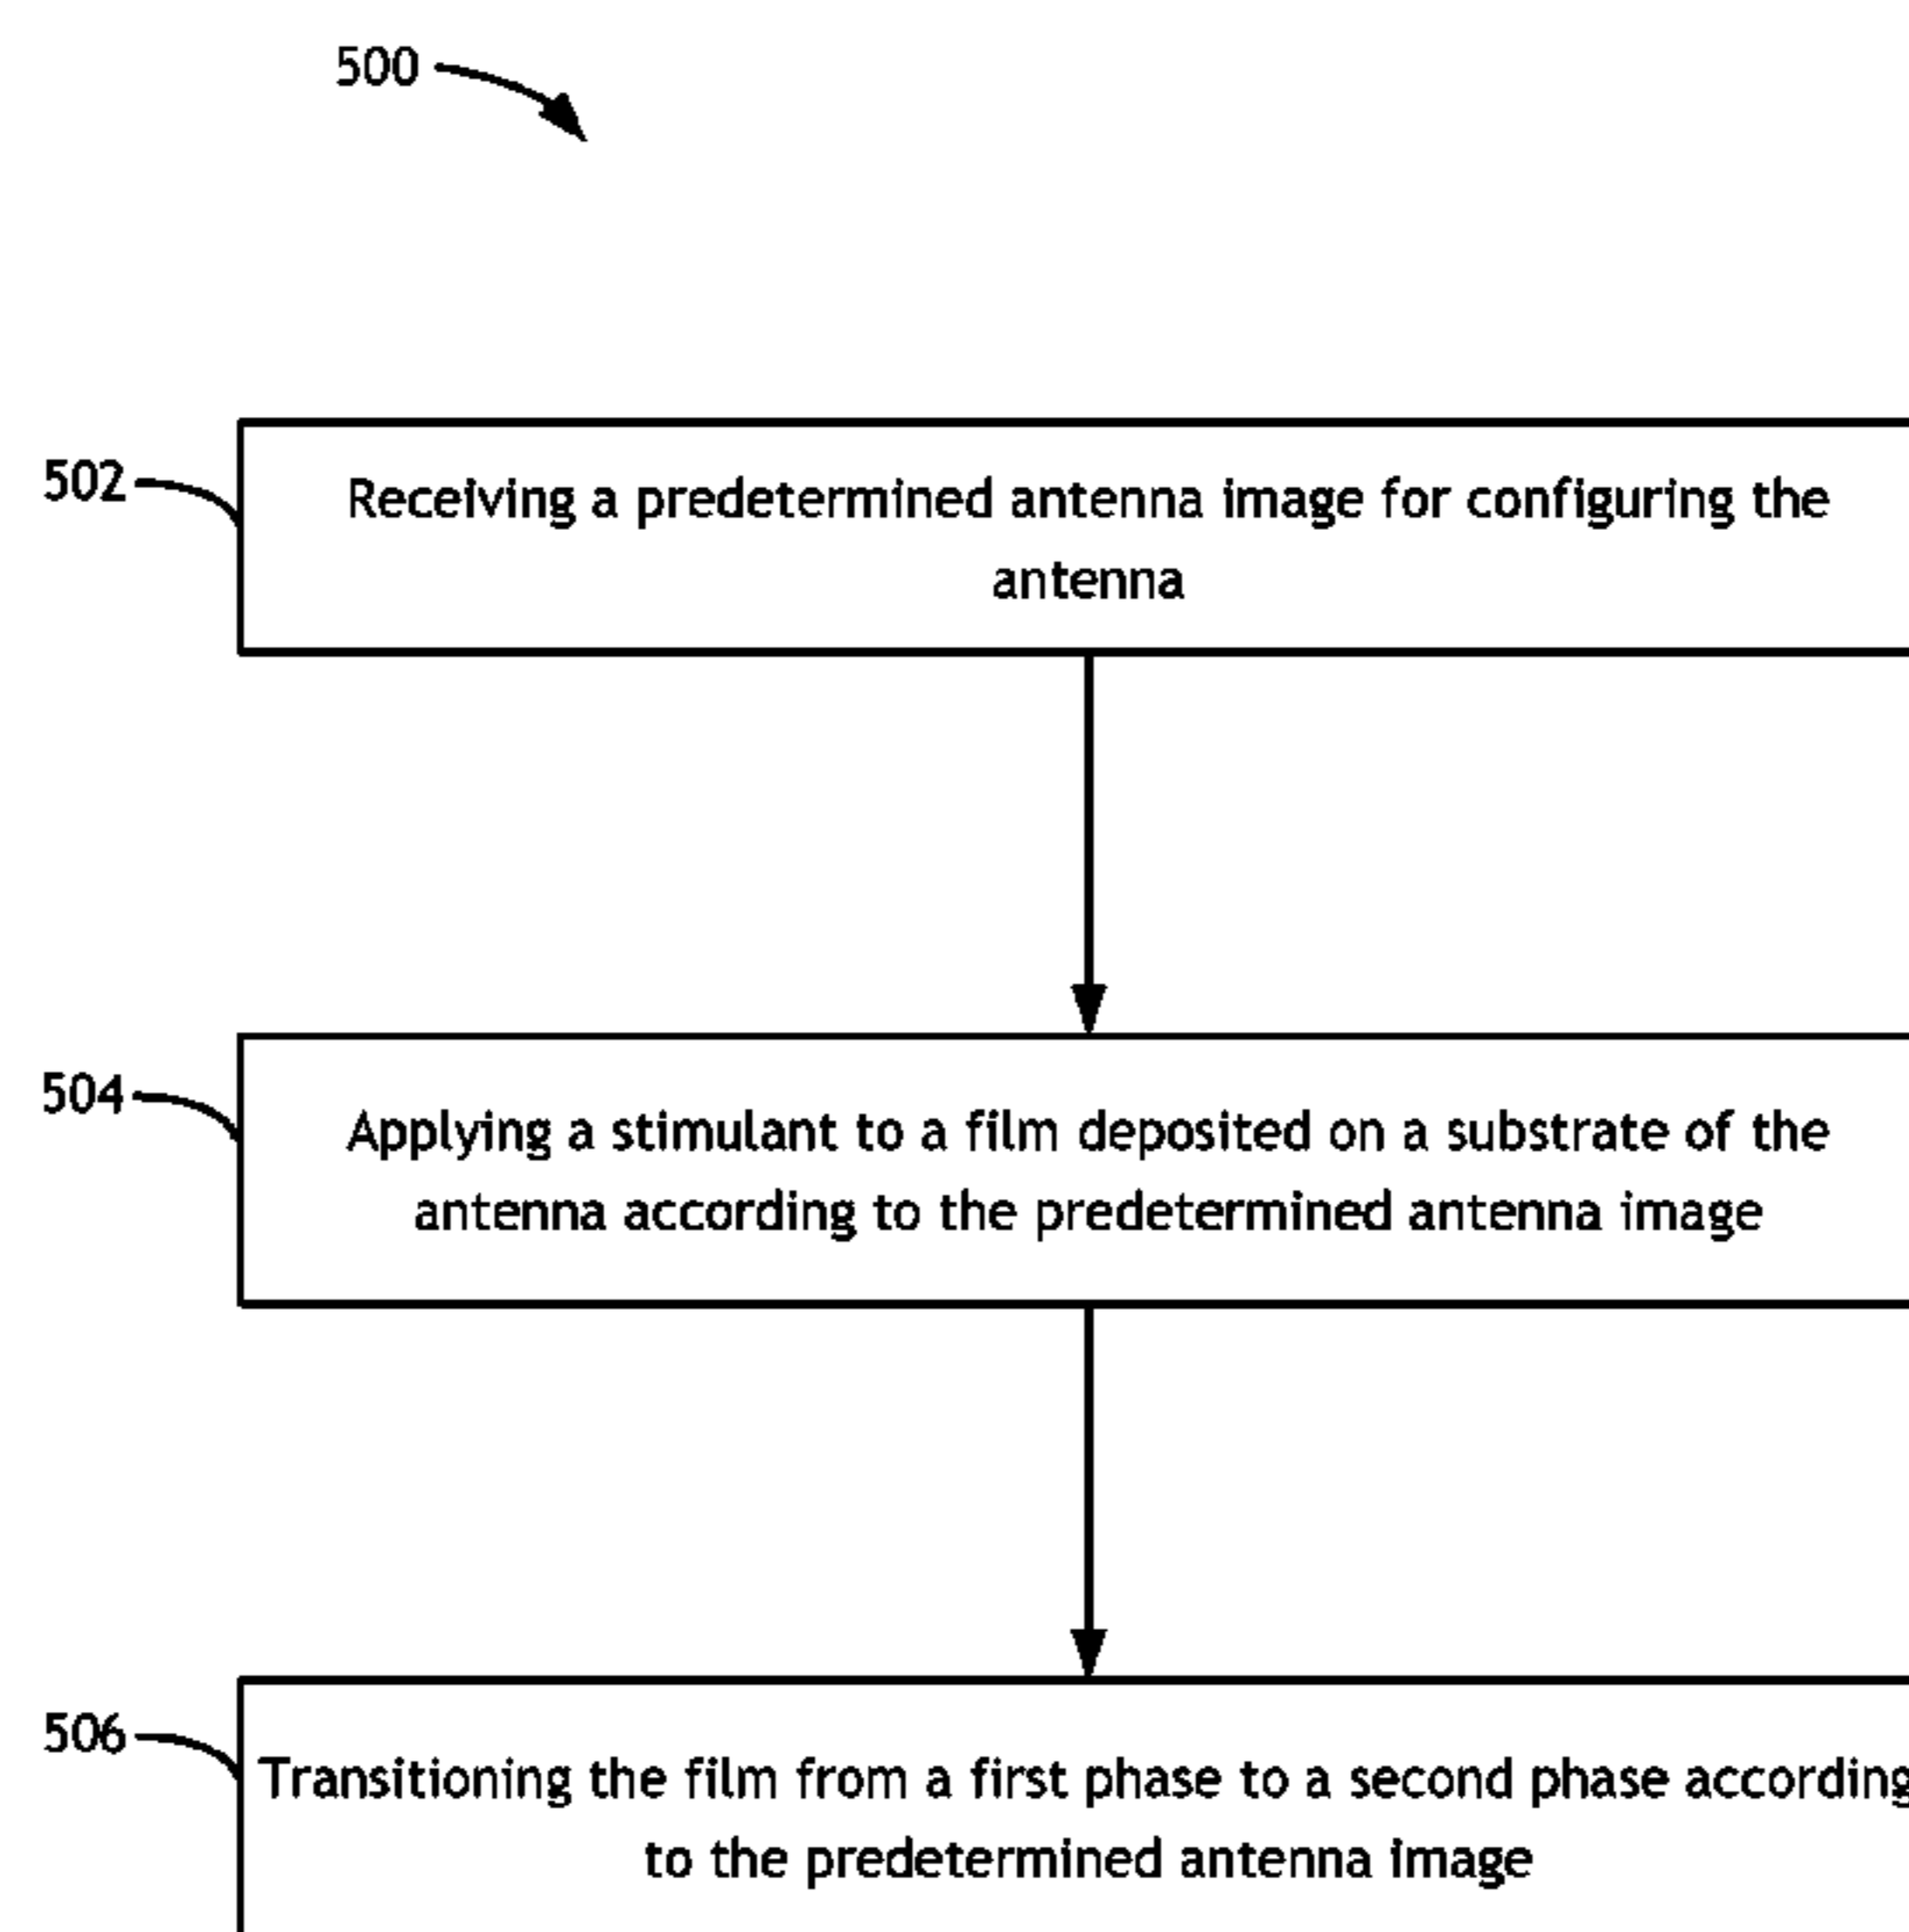 500
502
Receiving a predetermined antenna image for configuring the
antenna
504
Applying a stimulant to a film deposited on a substrate of the
antenna according to the predetermined antenna image
506
Transitioning the film from a first phase to a second phase according
to the predetermined antenna image